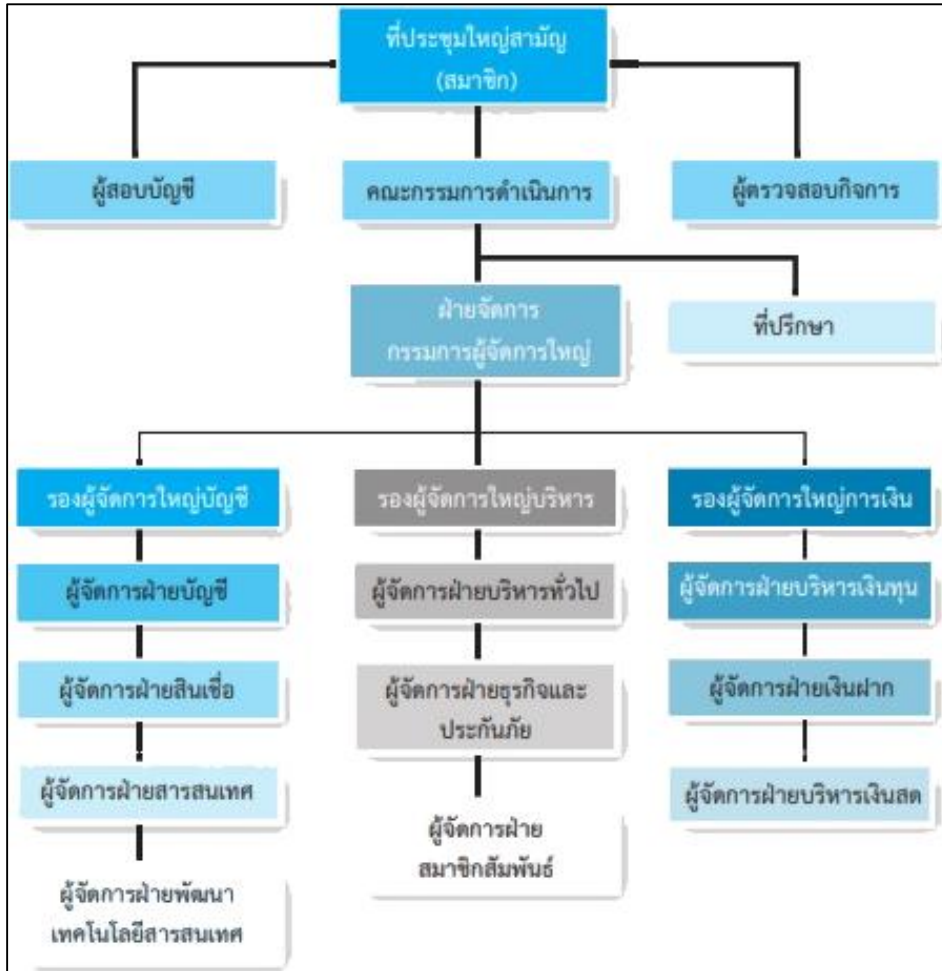 ที่ประชุมใหญ่สามัญ
(สมาชิก)
ผู้สอบบัญชี
คณะกรรมการดำเนินการ
ผู้ตรวจสอบกิจการ
ฝ่ายจัดการ
กรรมการผู้จัดการใหญ่
ที่ปรึกษา
รองผู้จัดการใหญ่บัญชี
รองผู้จัดการใหญ่บริหาร
รองผู้จัดการใหญ่การเงิน
ผู้จัดการฝ่ายบัญชี
ผู้จัดการฝ่ายบริหารทั่วไป
ผู้จัดการฝ่ายบริหารเงินทุน
ผู้จัดการฝ่ายสินเชื่อ
ผู้จัดการฝ่ายธุรกิจและ
ประกันภัย
ผู้จัดการฝ่ายเงินฝาก
ผู้จัดการฝ่ายสารสนเทศ
ผู้จัดการฝ่าย
สมาชิกสัมพันธ์
ผู้จัดการฝ่ายบริหารเงินสด
ผู้จัดการฝ่ายพัฒนา
เทคโนโลยีสารสนเทศ